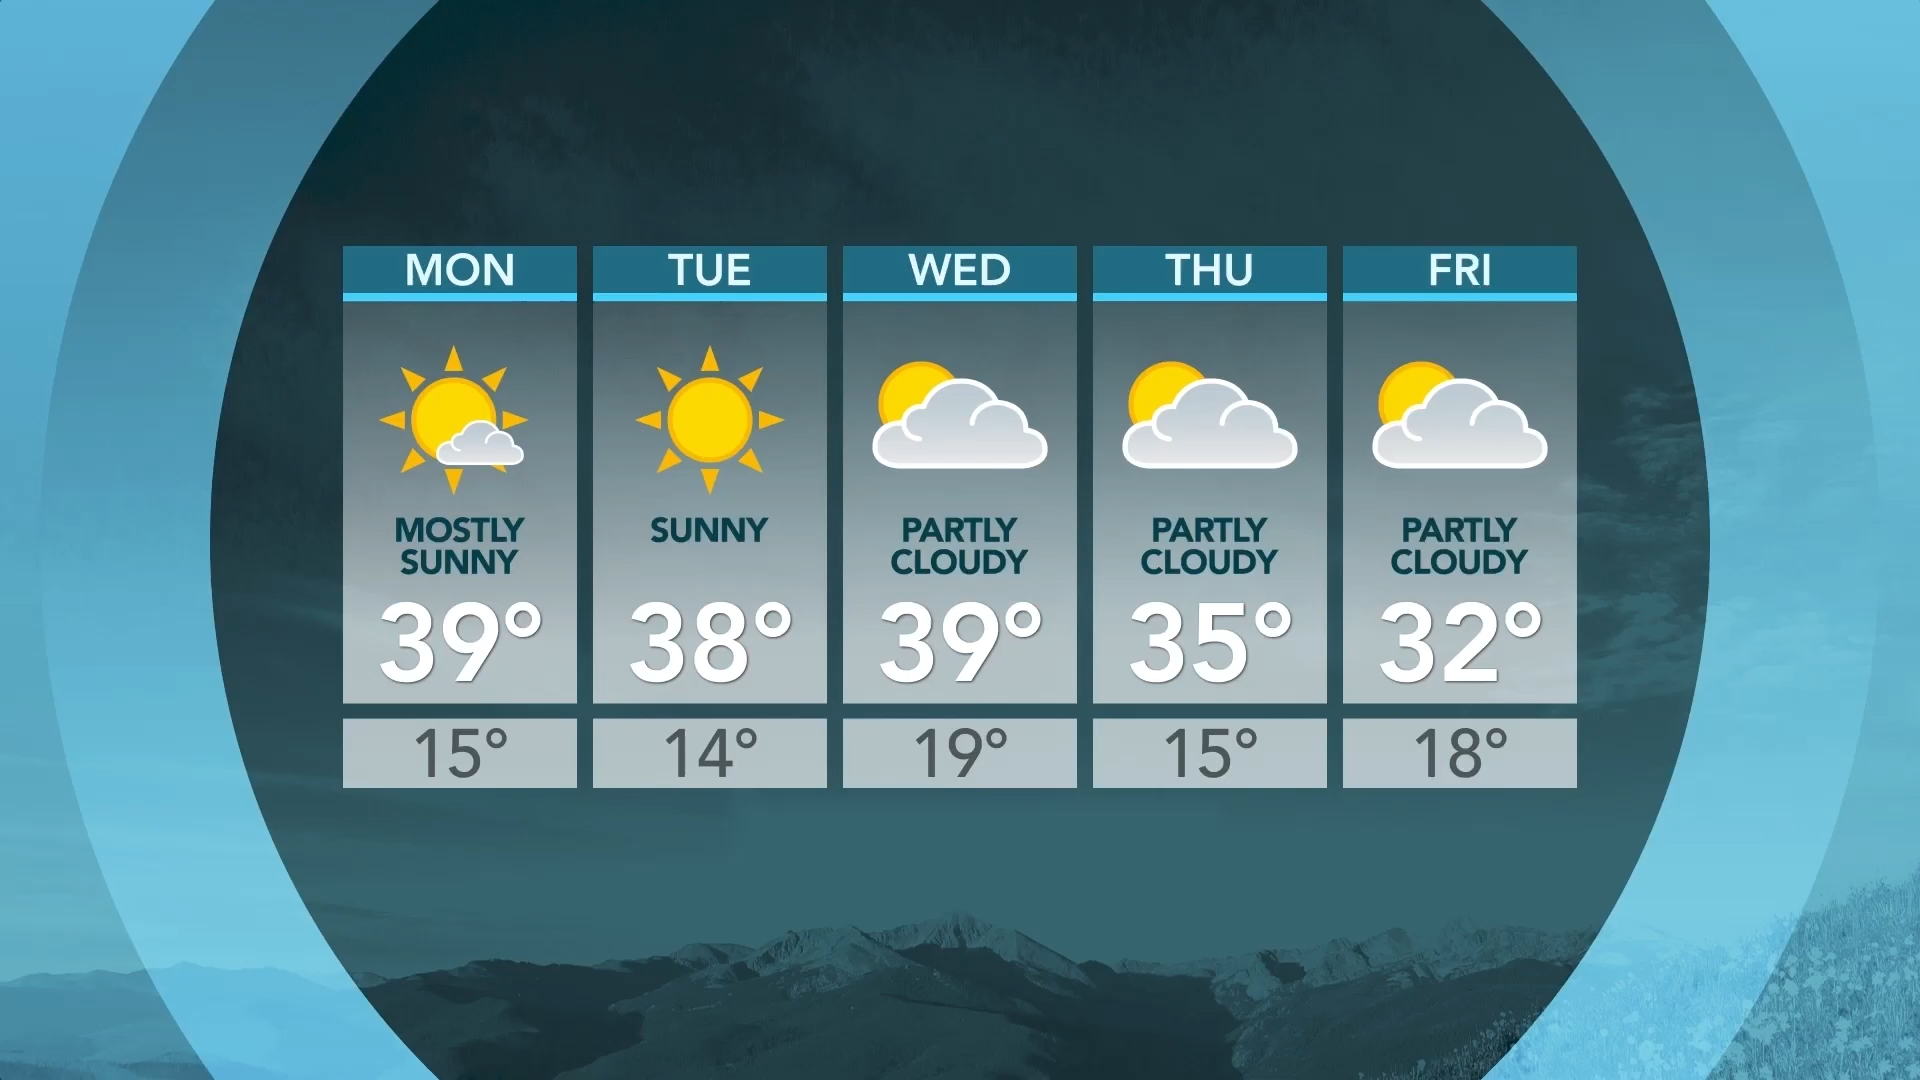 MON
MOSTLY
SUNNY
39°
15°
TUE
SUNNY
38°
14°
WED
PARTLY
CLOUDY
39°
19°
THU
PARTLY
CLOUDY
35°
15°
FRI
PARTLY
CLOUDY
32°
18°